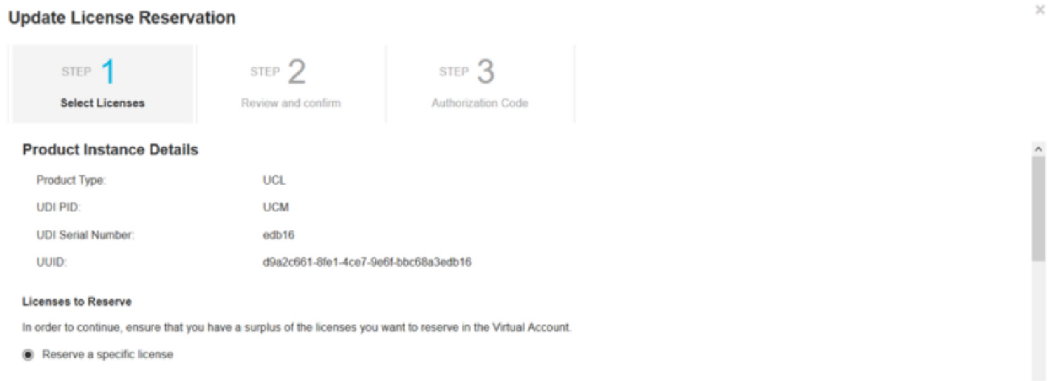 Update License Reservation
×
STEP 1
Select Licenses
STEP 2
Review and confirm
STEP 3
Authorization Code
Product Instance Details
Product Type: UCL
UDI PID: UCM
UDI Serial Number: edb16
UUID: d9a2c661-8fe1-4ce7-9e6f-bbc68a3edb16
Licenses to Reserve
In order to continue, ensure that you have a surplus of the licenses you want to reserve in the Virtual Account.
Reserve a specific license